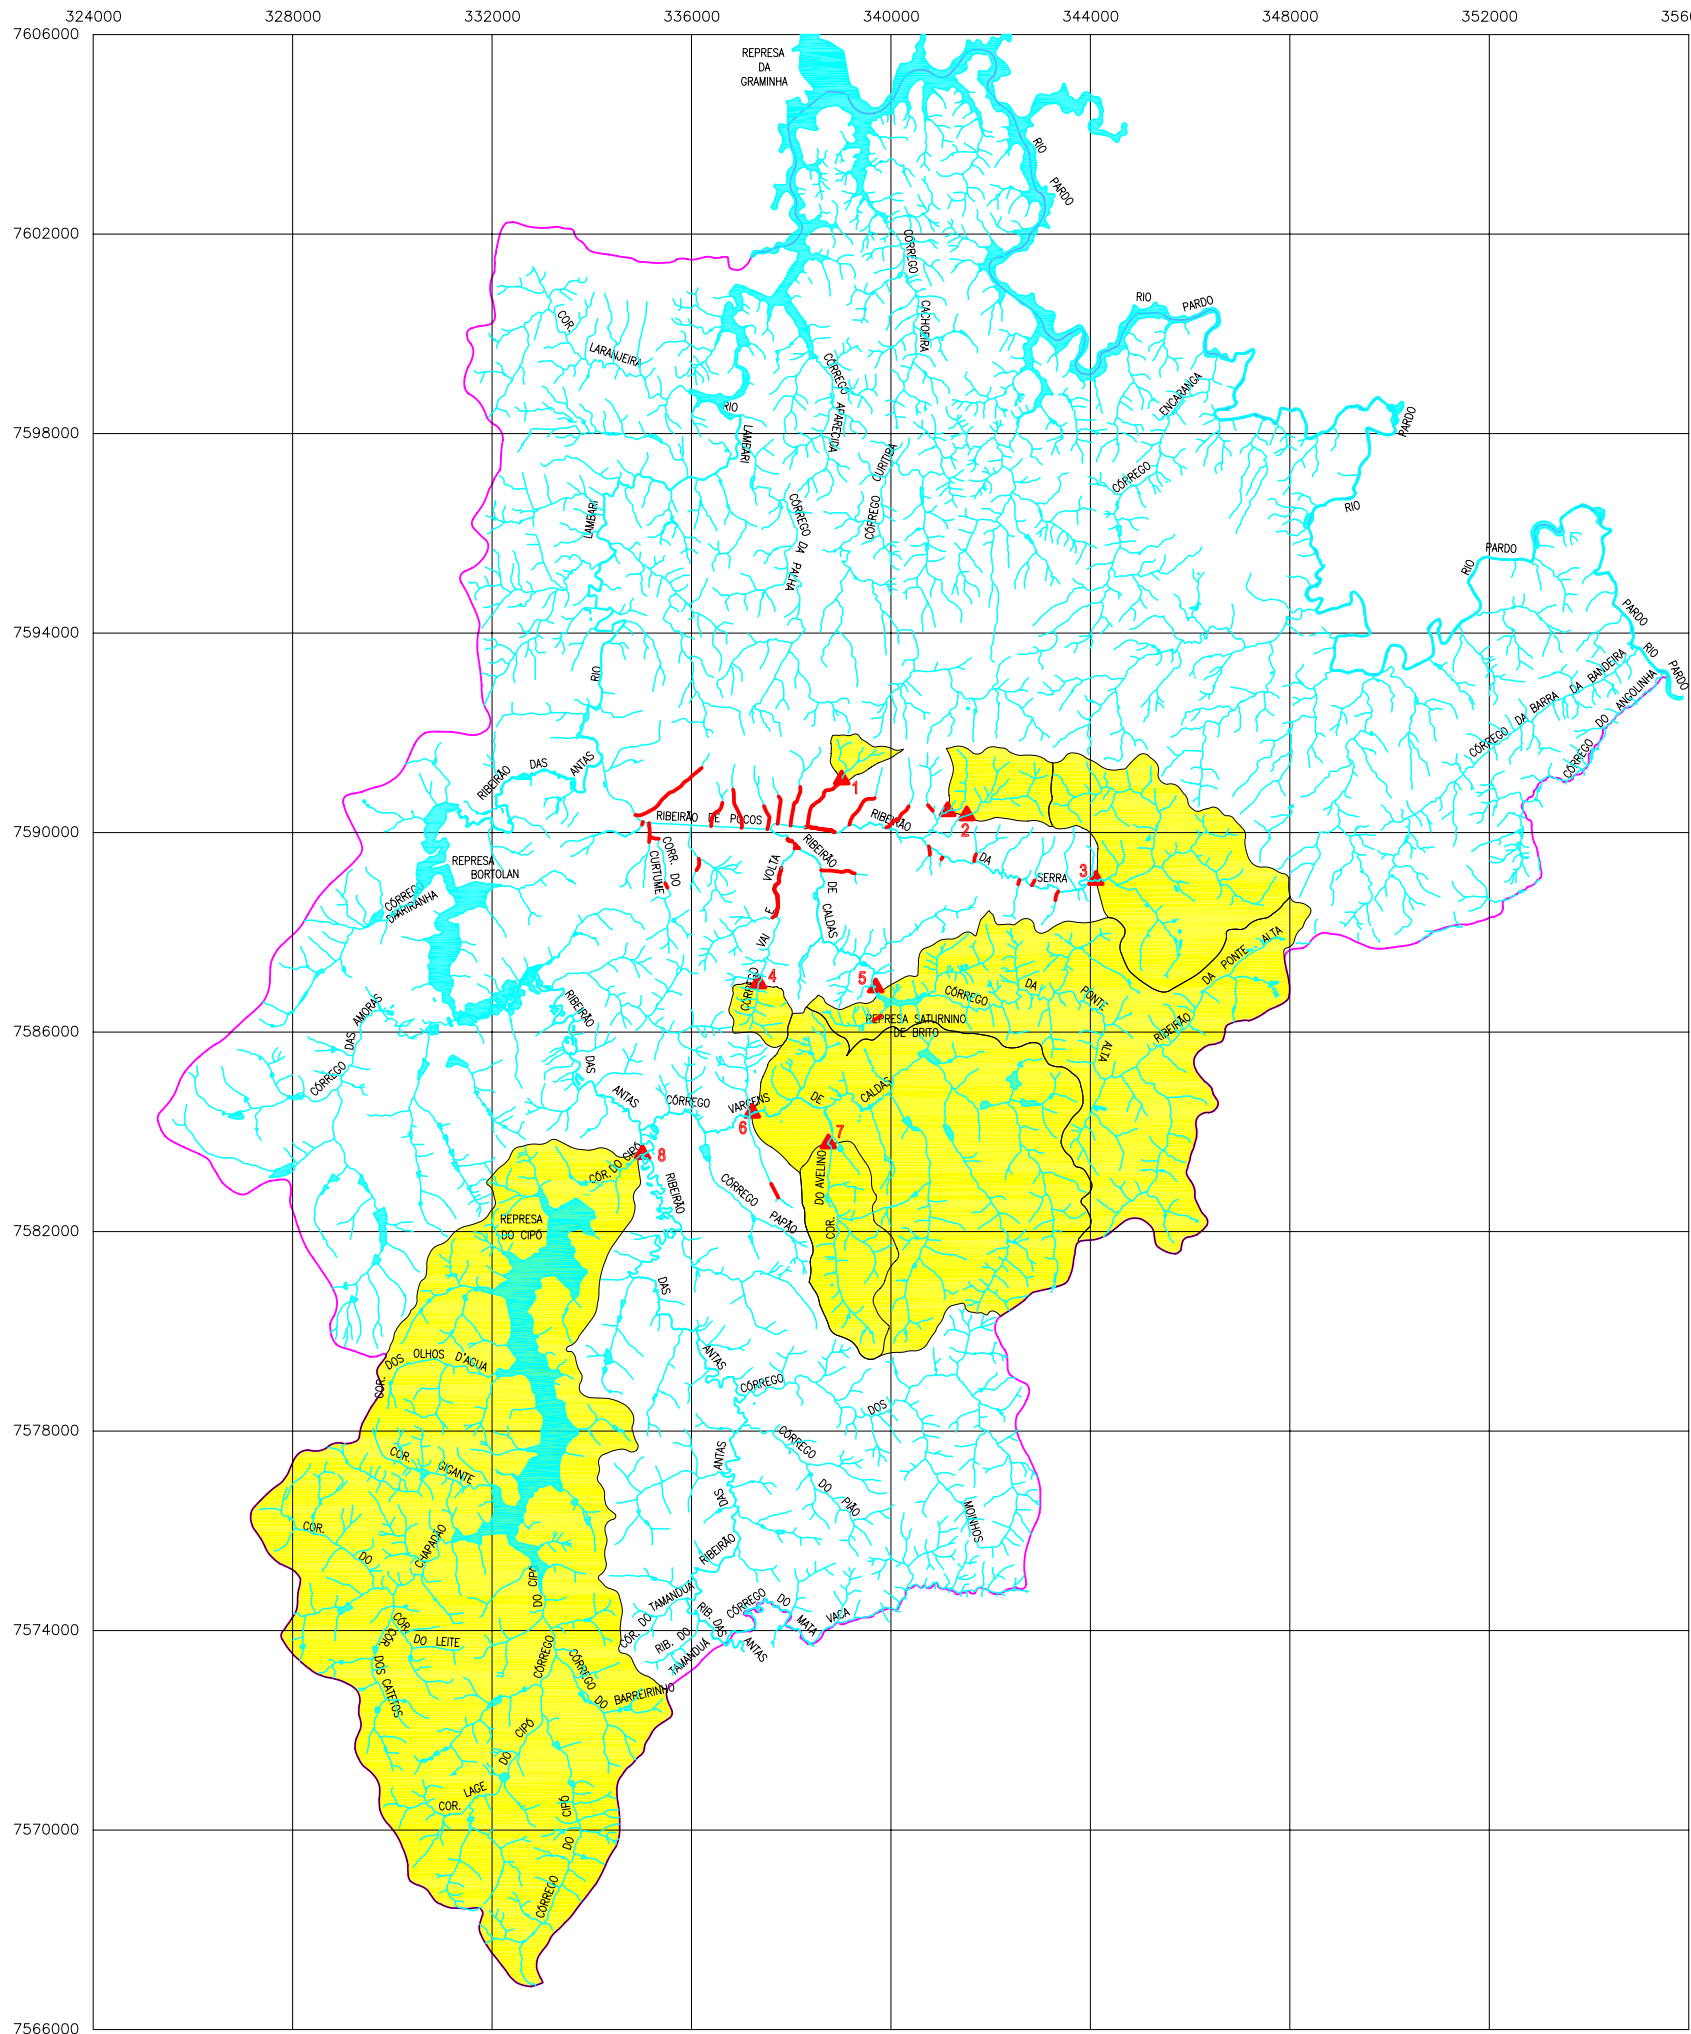 324000
328000
332000
336000
340000
344000
348000
352000
7606000
7602000
7598000
7594000
7590000
7586000
7582000
7578000
7574000
7570000
7566000
REPRESA
DA
GRAMINHA
RIO
PARDO
CÓRREGO
CACHOEIRA
RIO
PARDO
COR.
LARANJEIRA
CÓRREGO
APARECIDA
ENCARANGA
CÓRREGO
RIO
LAMBARI
CÓRREGO
CURITIBA
PARDO
RIO
LAMBARI
CÓRREGO
DA
PALHA
PARDO
RIO
PARDO
RIO
PARDO
RIO
CÓRREGO
DA BARRA
DA BANDEIRA
CÓRREGO
DO
ANGOLINHA
RIBEIRÃO
DAS
ANTAS
1
RIBEIRÃO
DE
POCOS
RIBEIRÃO
2
DA
SERRA
3
REPRESA
BORTOLAN
CÓRREGO
D'ARIRANHA
CORR. DO
CURTUME
RIBEIRÃO
DE
CALDAS
CÓRREGO
VAI
E
VOLTA
4
5
CÓRREGO
DA
PONTE
ALTA
RIBEIRÃO
DA
PONTE
ALTA
REPRESA SATURNINO
DE BRITO
CÓRREGO
DAS
AMORAS
RIBEIRÃO
DAS
ANTAS
CÓRREGO
VARGENS
DE
CALDAS
6
7
CÓR. DO CIPÓ
8
COR.
DO AVELINO
RIBEIRÃO
CÓRREGO
PAPÃO
REPRESA
DO CIPÓ
DAS
ANTAS
COR.
DOS
OLHOS
D'AGUA
CÓRREGO
DOS
MOINHOS
CÓRREGO
DO
PIÃO
COR.
GIGANTE
ANTAS
DAS
RIBEIRÃO
COR.
DO
CHAPADÃO
DO
CIPÓ
CÓRREGO
COR. DO TAMANDUÁ
RIB. DAS
ANTAS
CÓRREGO
DO
MATA
VACA
RIB. DO
TAMANDUÁ
CÓR.
DO LEITE
CÓR.
DOS CATETOS
CÓRREGO
DO
BARREIRINHO
DO
CIPÓ
COR.
LAGE
CÓRREGO
DO
CIPÓ